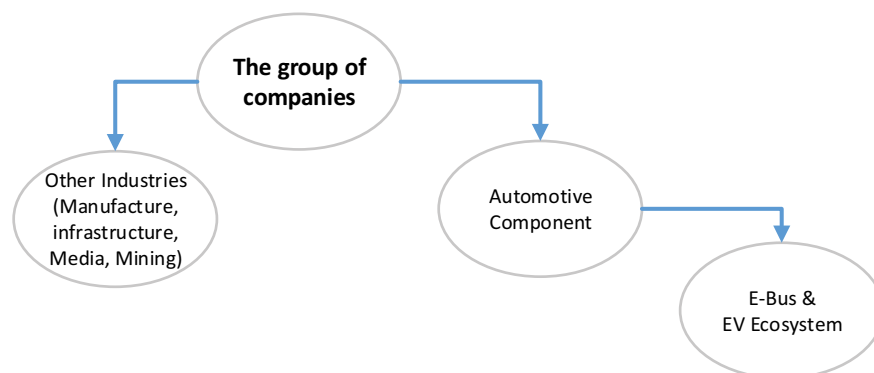 The group of
companies
Other Industries
(Manufacture,
infrastructure,
Media, Mining)
Automotive
Component
E-Bus &
EV Ecosystem